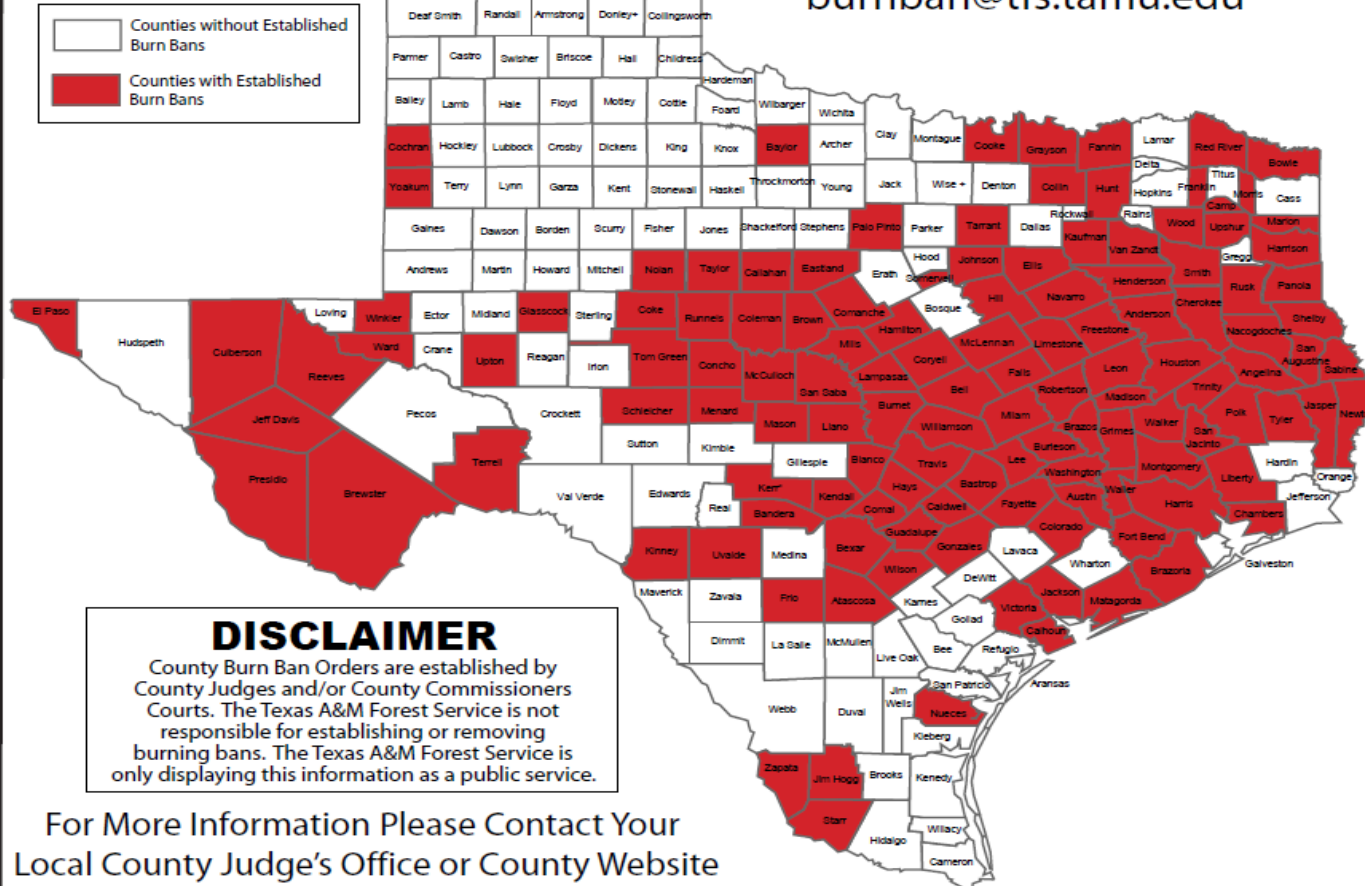 burnban@tfs.tamu.edu
Counties without Established
Burn Bans
Counties with Established
Burn Bans
Deaf Smith Randall Armstrong Donley+ Collingsworth
Parmer Castro Swisher Briscoe Hall Childress
Hardeman
Bailey Lamb Hale Floyd Motley Cottle Foard Wilbarger Wichita
Clay Montague
Cochran Hockley Lubbock Crosby Dickens King Knox Baylor Archer Cooke Grayson Fannin Lamar Red River Bowie
Delta Titus
Yoakum Terry Lynn Garza Kent Stonewall Haskell Throckmorton Young Jack Wise + Denton Collin Hunt Hopkins Franklin Morris Cass
Camp
Gaines Dawson Borden Scurry Fisher Jones Shackelford Stephens Palo Pinto Parker Tarrant Dallas Rockwall Rains Wood Upshur Marion
Kaufman Van Zandt Gregg Harrison
Andrews Martin Howard Mitchell Nolan Taylor Callahan Eastland Erath Hood Somervell Johnson Ellis Henderson Smith Rusk Panola
El Paso Hudspeth Culberson Loving Winkler Ector Midland Glasscock Sterling Coke Runnels Coleman Brown Comanche Bosque Hill Navarro Anderson Cherokee Shelby
Hamilton Freestone Nacogdoches
Reeves Ward Crane Upton Reagan Irion Tom Green Concho McCulloch Mills Coryell McLennan Limestone Leon Houston Angelina San Augustine Sabine
San Saba Lampasas Bell Falls Robertson Madison Trinity
Jeff Davis Pecos Crockett Schleicher Menard Mason Llano Burnet Williamson Milam Brazos Grimes Walker San Jacinto Polk Tyler Jasper
Sutton Kimble Gillespie Blanco Travis Lee Burleson Washington Montgomery Liberty Hardin Orange
Presidio Brewster Terrell Val Verde Edwards Real Kerr* Kendall Hays Bastrop Fayette Austin Waller Harris Chambers Jefferson
Bandera Comal Caldwell Colorado Fort Bend
Kinney Uvalde Medina Bexar Guadalupe Gonzales Lavaca Wharton Brazoria Galveston
Wilson DeWitt
Maverick Zavala Frio Atascosa Karnes Victoria Jackson Matagorda
Goliad Calhoun
Dimmit La Salle McMullen Live Oak Bee Refugio
San Patricio Aransas
Webb Duval Jim Wells Nueces
Kleberg
Zapata Jim Hogg Brooks Kenedy
Starr Hidalgo Willacy
Cameron
DISCLAIMER
County Burn Ban Orders are established by
County Judges and/or County Commissioners
Courts. The Texas A&M Forest Service is not
responsible for establishing or removing
burning bans. The Texas A&M Forest Service is
only displaying this information as a public service.
For More Information Please Contact Your
Local County Judge's Office or County Website